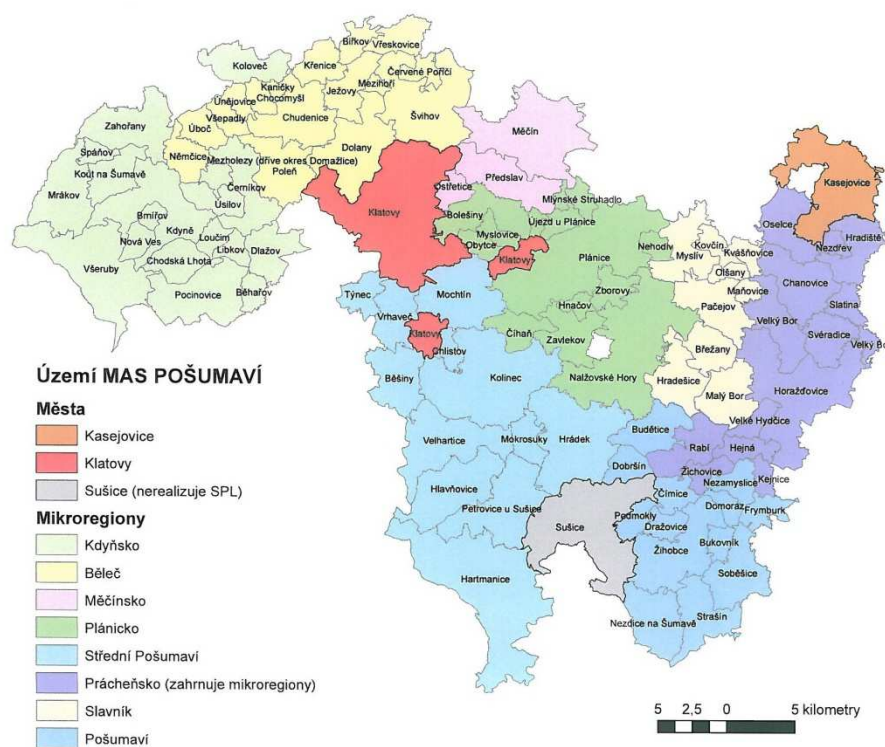 Biřkov
Vřeskovice
Křenice
Červené Poříčí
Koloveč
Kaničky
Mezihoří
Ježovy
Chocomyšl
Únějovice
Švihov
Všepadly
Chudenice
Zahořany
Úboč
Měčín
Dolany
Spáňov
Němčice
Mezholezy (dříve okres Domažlice)
Poleň
Kout na Šumavě
Předslav
Kasejovice
Ostřetice
Mrákov
Černíkov
Mlýnské Struhadlo
Úsilov
Klatovy
Bolešiny
Újezd u Plánice
Oselce
Brnířov
Myslovice
Kovčín
Hradiště
Kdyně
Nehodiv
Myslív
Kvášňovice
Nezdřev
Nová Ves
Loučim
Obytce
Plánice
Olšany
Libkov
Dlažov
Klatovy
Chanovice
Všeruby
Chodská Lhota
Maňovice
Týnec
Mochtín
Zborovy
Pačejov
Pocinovice
Běhařov
Hnačov
Slatina
Vrhaveč
Velký Bor
Klatovy
Číhaň
Zavlekov
Svéradice
Břežany
Velký Bor
Chlistov
Běšiny
Kolinec
Nalžovské Hory
Hradešice
Malý Bor
Horažďovice
Velké Hydčice
Budětice
Velhartice
Mokrosuky
Hrádek
Rabí
Hejná
Dobršín
Žichovice
Hlavňovice
Nezamyslice
Kejnice
Čímice
Petrovice u Sušice
Domoraz
Frymburk
Sušice
Podmokly
Dražovice
Bukovník
Žihobce
Hartmanice
Soběšice
Strašín
Nezdice na Šumavě
Území MAS POŠUMAVÍ
Města
Kasejovice
Klatovy
Sušice (nerealizuje SPL)
Mikroregiony
Kdyňsko
Běleč
Měčínsko
Plánicko
Střední Pošumaví
Prácheňsko (zahrnuje mikroregiony)
Slavník
Pošumaví
5 2,5 0 5 kilometry